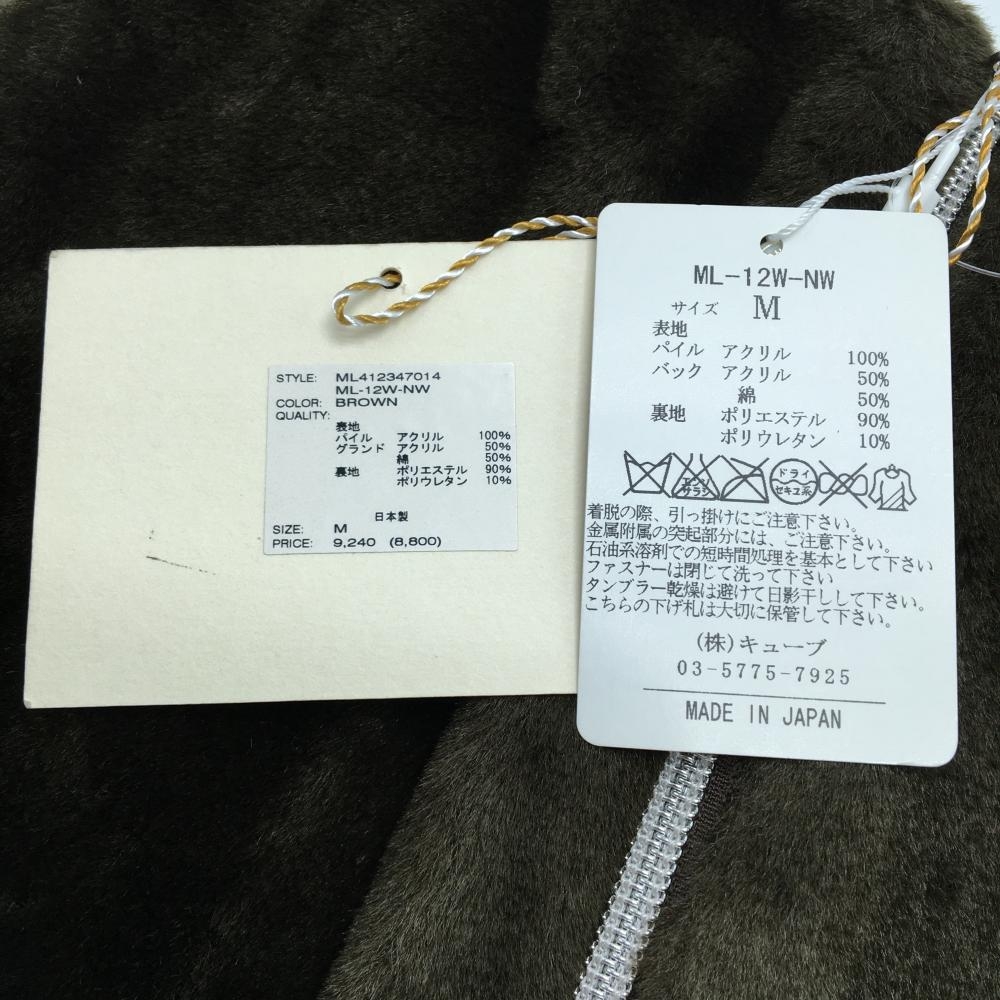 STYLE: ML412347014
ML-12W-NW
COLOR: BROWN
QUALITY:
表地
パイル アクリル 100%
グランド アクリル 50%
綿 50%
裏地 ポリエステル 90%
ポリウレタン 10%
日本製
SIZE: M
PRICE: 9,240 (8,800)
ML-12W-NW
サイズ M
表地
パイル アクリル 100%
バック アクリル 50%
綿 50%
裏地 ポリエステル 90%
ポリウレタン 10%
エンソ サラシ
ドライ セキユ系
着脱の際、引っ掛けにご注意下さい。
金属附属の突起部分には、ご注意下さい。
石油系溶剤での短時間処理を基本として下さい
ファスナーは閉じて洗って下さい
タンブラー乾燥は避けて日影干しして下さい。
こちらの下げ札は大切に保管して下さい。
(株)キューブ
03-5775-7925
MADE IN JAPAN